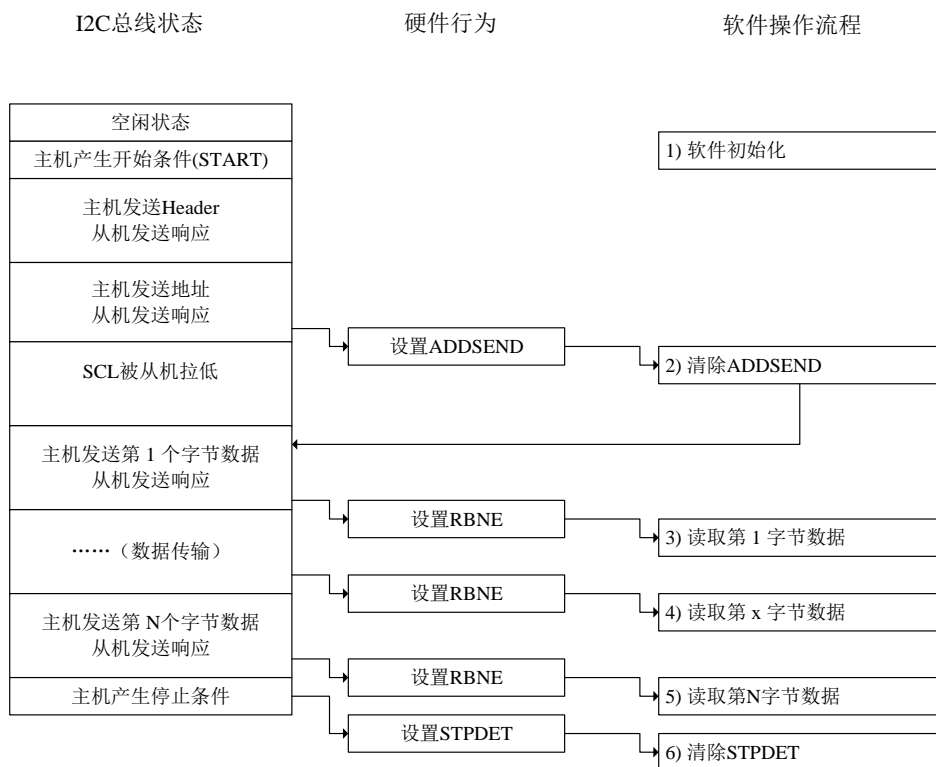 I2C总线状态
硬件行为
软件操作流程
空闲状态
主机产生开始条件(START)
1) 软件初始化
主机发送Header
从机发送响应
主机发送地址
从机发送响应
设置ADDSEND
2) 清除ADDSEND
SCL被从机拉低
主机发送第 1 个字节数据
从机发送响应
设置RBNE
3) 读取第 1 字节数据
……（数据传输）
设置RBNE
4) 读取第 x 字节数据
主机发送第 N个字节数据
从机发送响应
设置RBNE
5) 读取第N字节数据
主机产生停止条件
设置STPDET
6) 清除STPDET